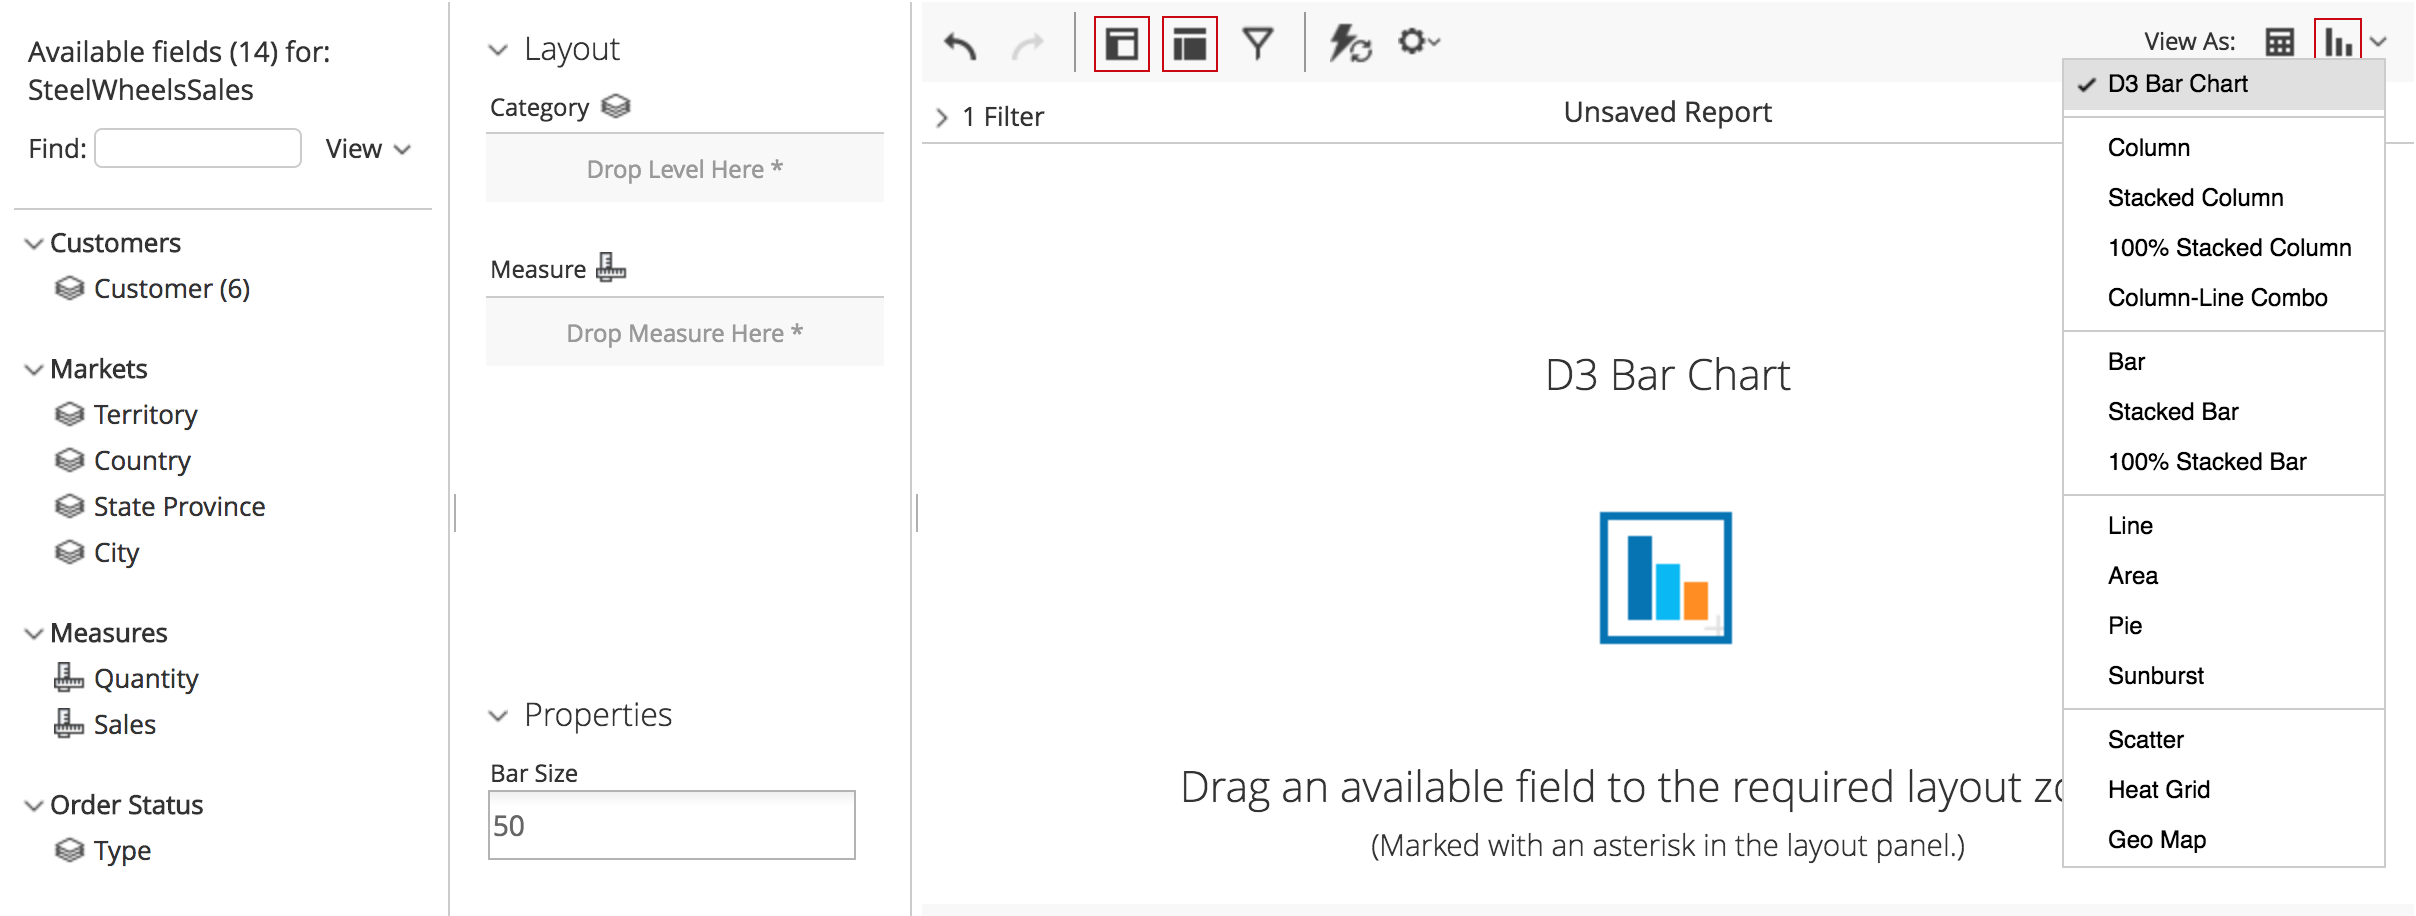 Available fields (14) for:
SteelWheelsSales
Find:
View
Customers
Customer (6)
Markets
Territory
Country
State Province
City
Measures
Quantity
Sales
Order Status
Type
Layout
Category
Drop Level Here *
Measure
Drop Measure Here *
Properties
Bar Size
50
View As:
1 Filter
Unsaved Report
D3 Bar Chart
Drag an available field to the required layout
(Marked with an asterisk in the layout panel.)
D3 Bar Chart
Column
Stacked Column
100% Stacked Column
Column-Line Combo
Bar
Stacked Bar
100% Stacked Bar
Line
Area
Pie
Sunburst
Scatter
Heat Grid
Geo Map